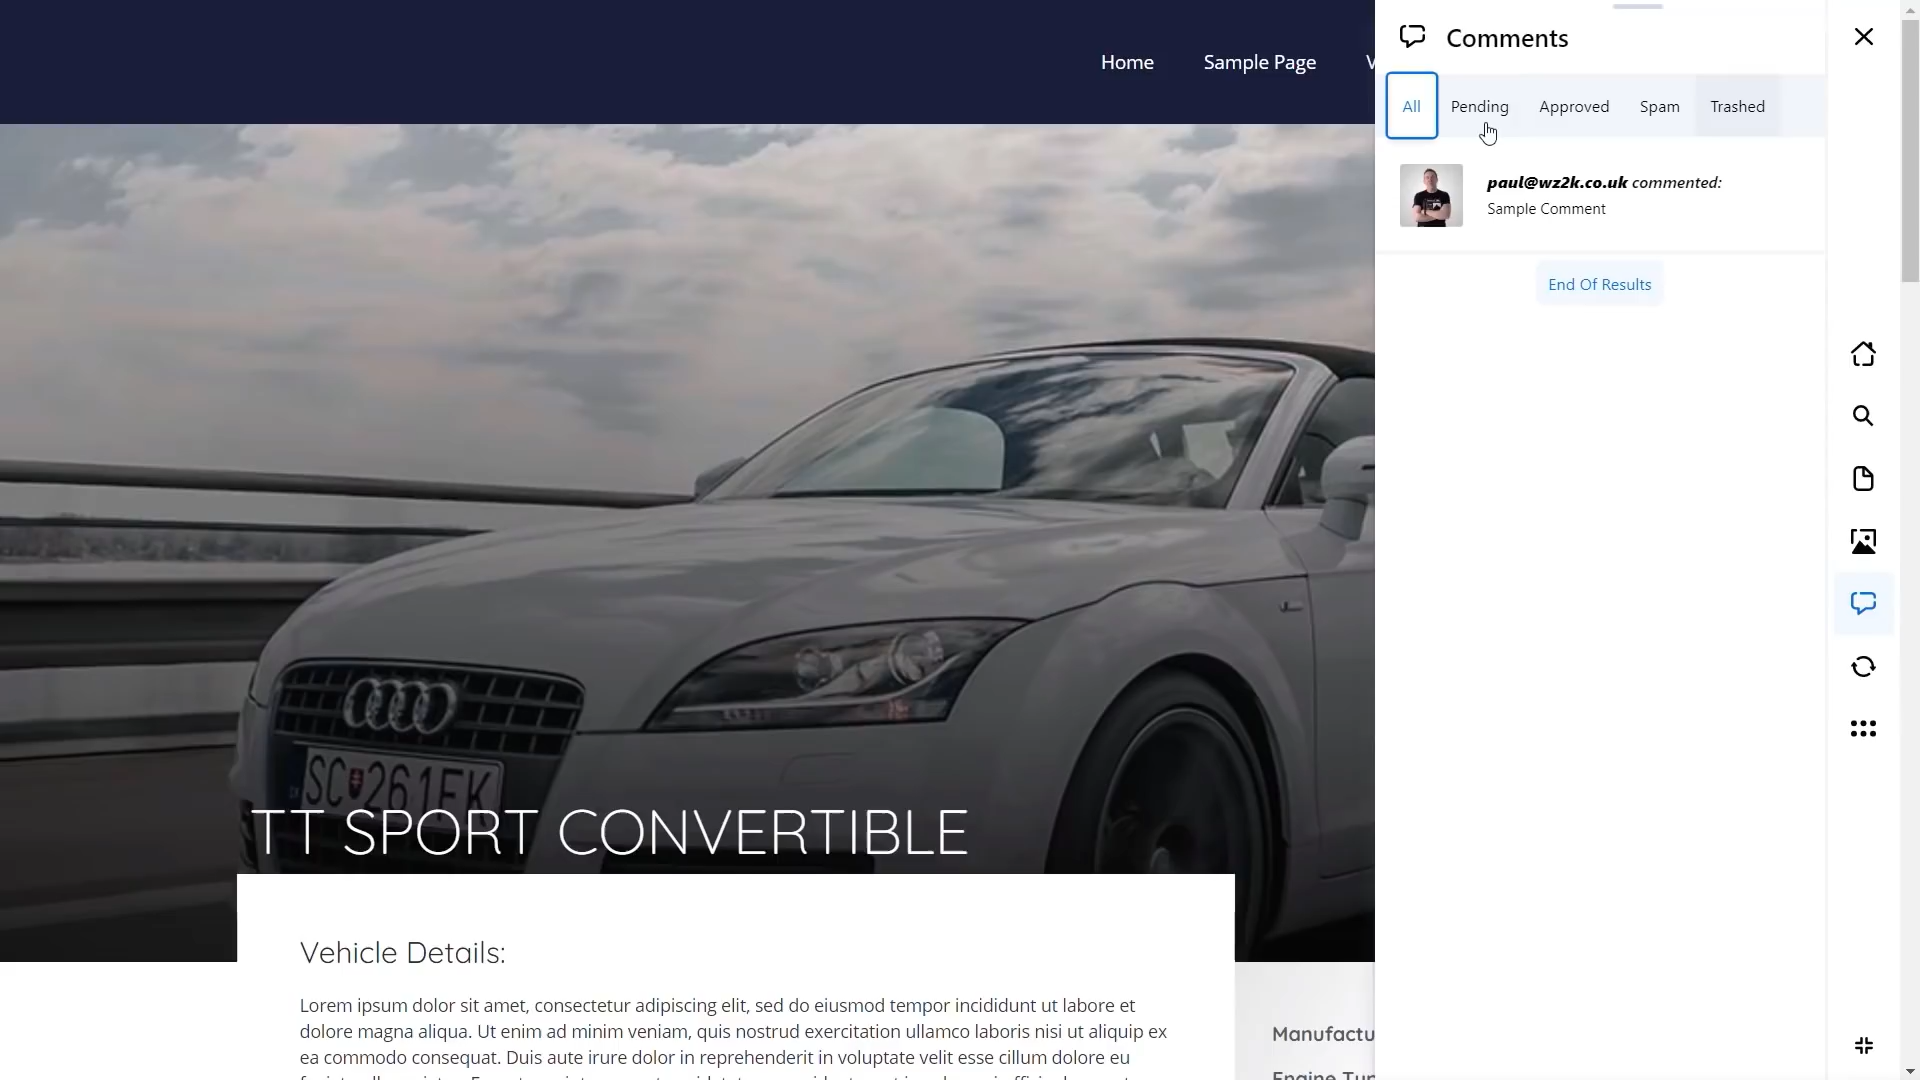 Home Sample Page V
Comments
All Pending Approved Spam Trashed
paul@wz2k.co.uk commented:
Sample Comment
End Of Results
SC 261EK
TT SPORT CONVERTIBLE
Vehicle Details:
Lorem ipsum dolor sit amet, consectetur adipiscing elit, sed do eiusmod tempor incididunt ut labore et
dolore magna aliqua. Ut enim ad minim veniam, quis nostrud exercitation ullamco laboris nisi ut aliquip ex
ea commodo consequat. Duis aute irure dolor in reprehenderit in voluptate velit esse cillum dolore eu
Manufactu